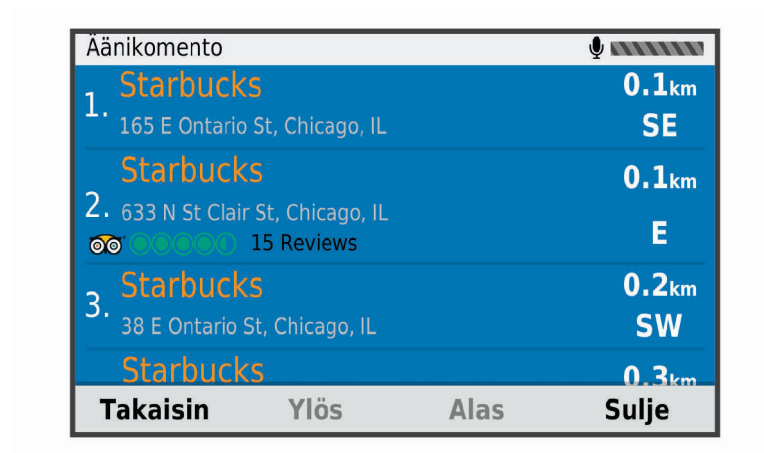 Äänikomento
1. Starbucks 0.1km
165 E Ontario St, Chicago, IL SE
2. Starbucks 0.1km
633 N St Clair St, Chicago, IL E
15 Reviews
3. Starbucks 0.2km
38 E Ontario St, Chicago, IL SW
Starbucks 0.3km
Takaisin Ylös Alas Sulje